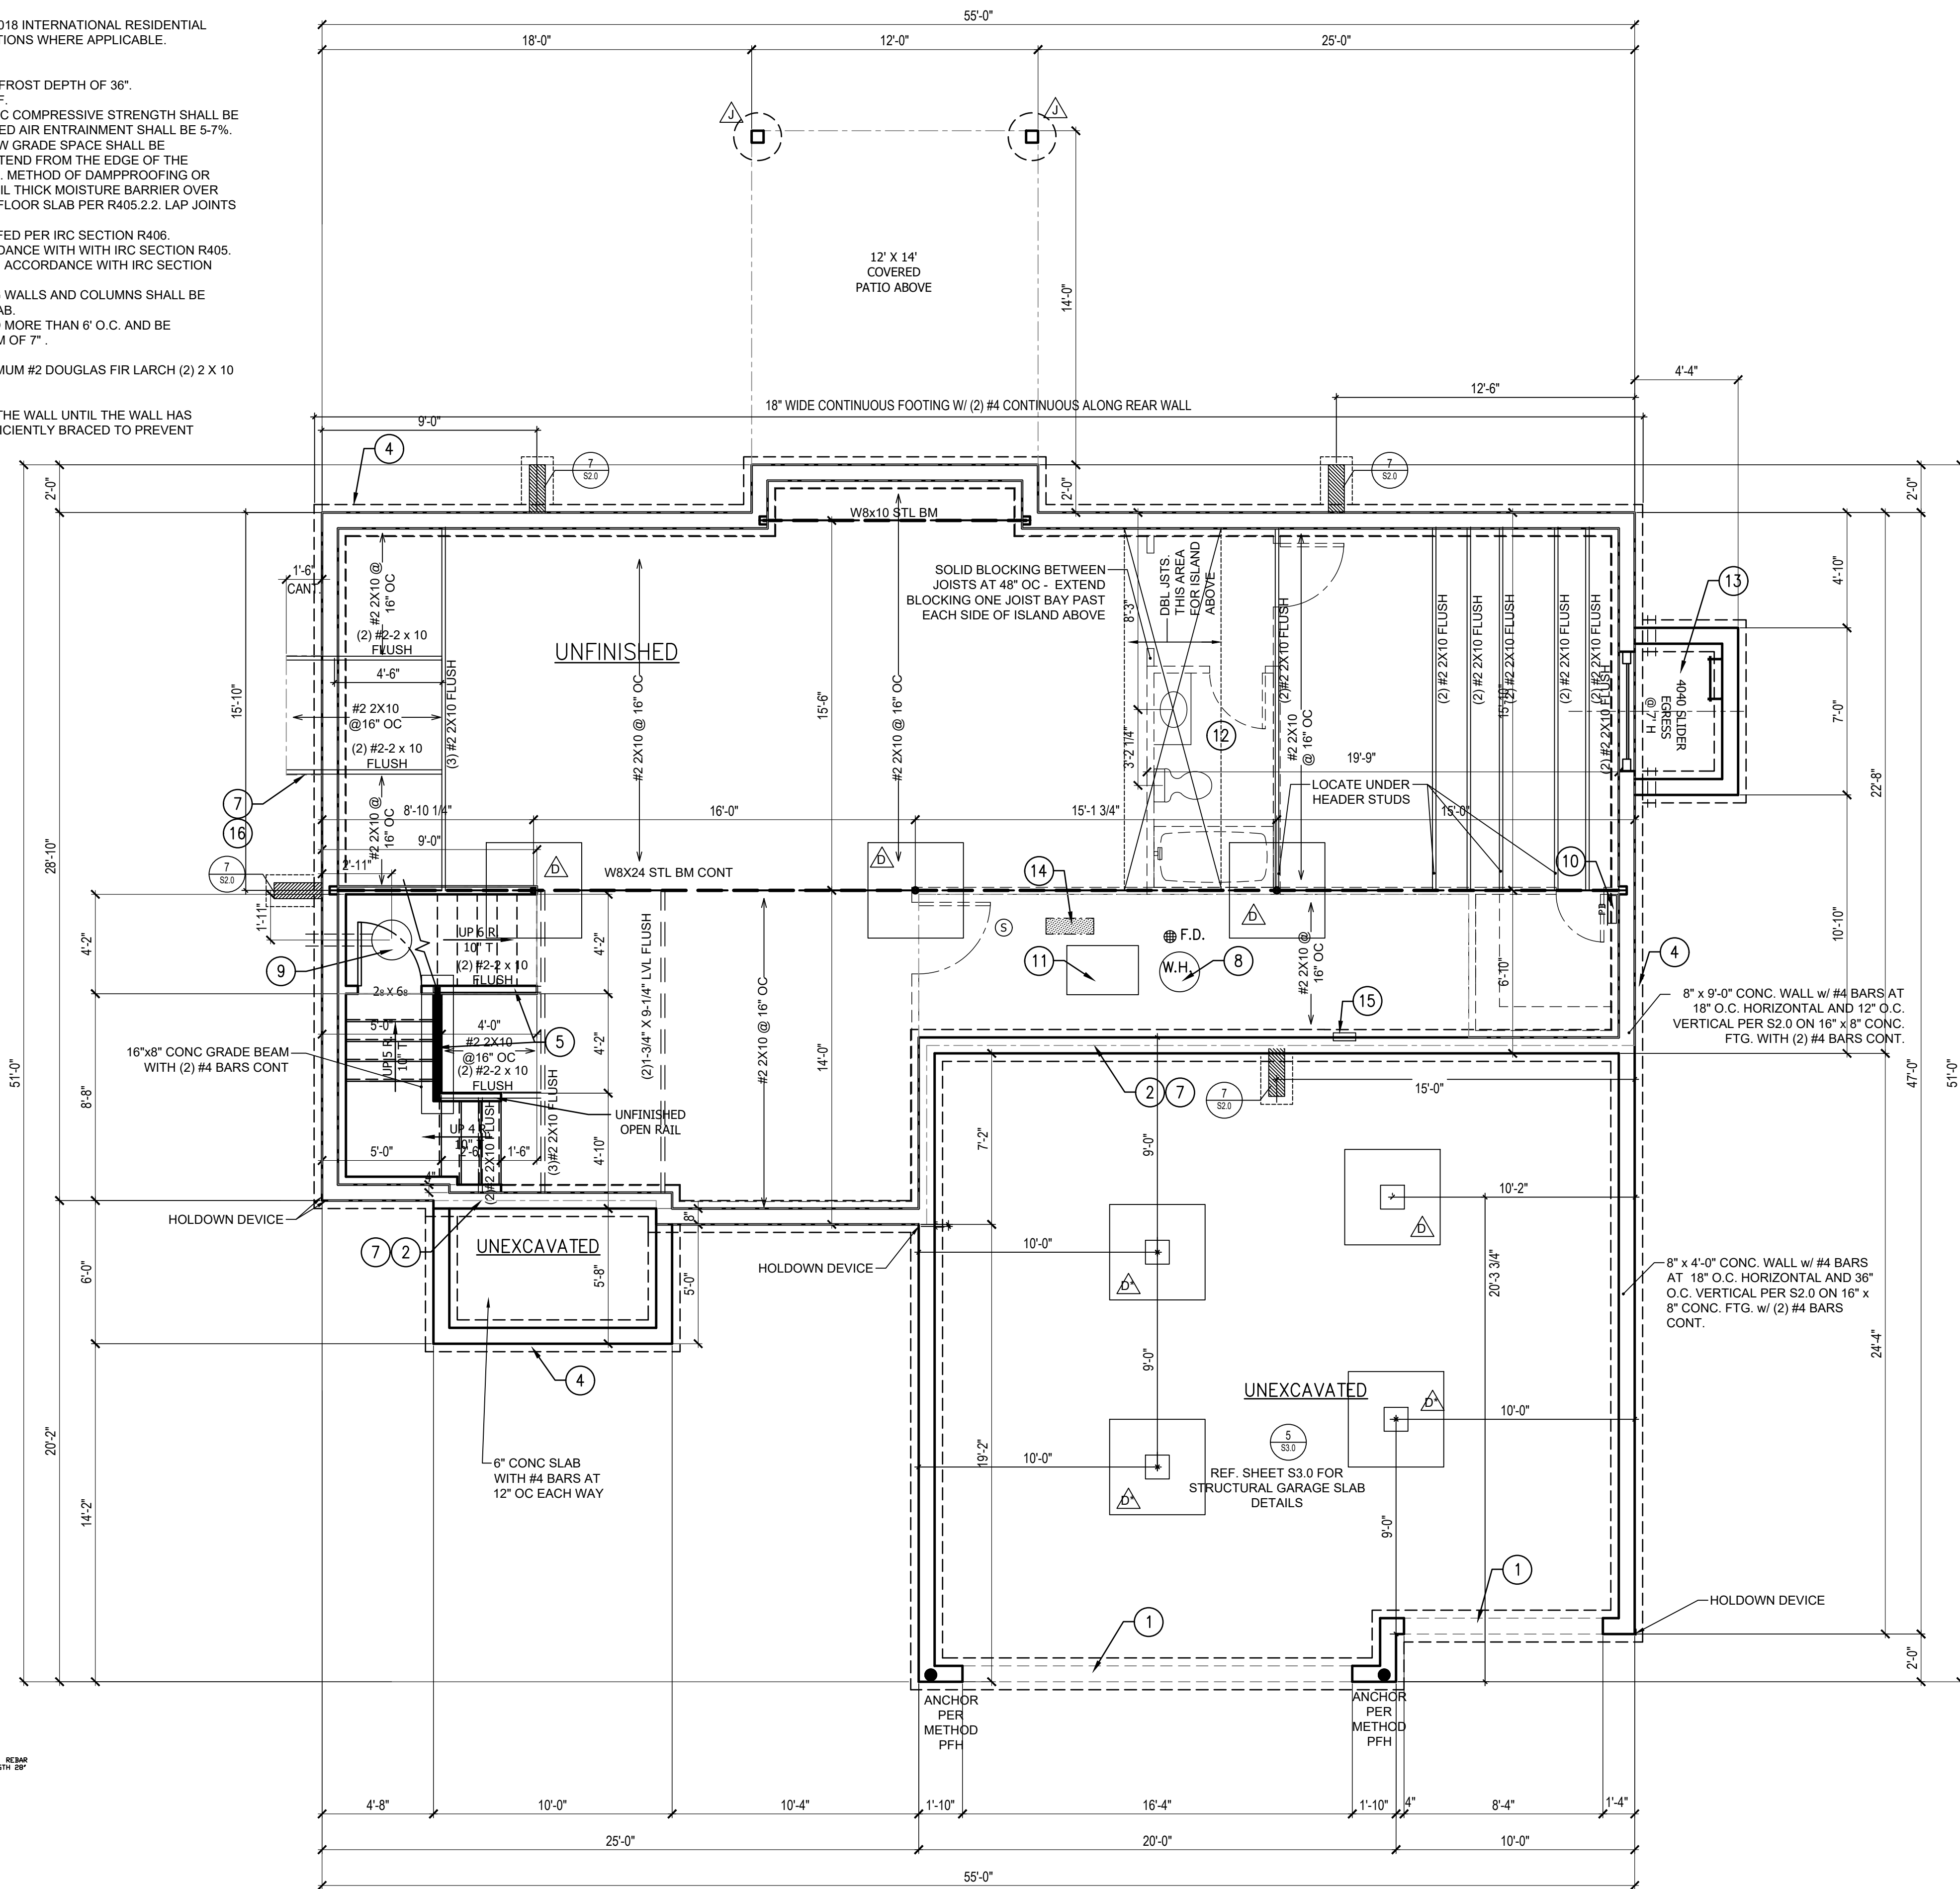 018 INTERNATIONAL RESIDENTIAL
TIONS WHERE APPLICABLE.
FROST DEPTH OF 36".
F.
C COMPRESSIVE STRENGTH SHALL BE
ED AIR ENTRAINMENT SHALL BE 5-7%.
W GRADE SPACE SHALL BE
TEND FROM THE EDGE OF THE
. METHOD OF DAMPPROOFING OR
IL THICK MOISTURE BARRIER OVER
FLOOR SLAB PER R405.2.2. LAP JOINTS
FED PER IRC SECTION R406.
DANCE WITH WITH IRC SECTION R405.
ACCORDANCE WITH IRC SECTION
WALLS AND COLUMNS SHALL BE
AB.
MORE THAN 6' O.C. AND BE
M OF 7" .
MUM #2 DOUGLAS FIR LARCH (2) 2 X 10
THE WALL UNTIL THE WALL HAS
ICIENTLY BRACED TO PREVENT
55'-0"
18'-0"
12'-0"
25'-0"
J
J
12' X 14'
COVERED
PATIO ABOVE
14'-0"
4'-4"
12'-6"
18" WIDE CONTINUOUS FOOTING W/ (2) #4 CONTINUOUS ALONG REAR WALL
9'-0"
4
7
S2.0
7
S2.0
2'-0"
2'-0"
2'-0"
W8x10 STL BM
1'-6"
CANT.
#2 2X10 @
16" OC
(2) #2-2 x 10
FLUSH
4'-6"
#2 2X10
@16" OC
(2) #2-2 x 10
FLUSH
(3) #2 2X10 FLUSH
#2 2X10 @
16" OC
UNFINISHED
#2 2X10 @ 16" OC
15'-6"
#2 2X10 @ 16" OC
SOLID BLOCKING BETWEEN
JOISTS AT 48" OC - EXTEND
BLOCKING ONE JOIST BAY PAST
EACH SIDE OF ISLAND ABOVE
DBL JSTS.
THIS AREA
FOR ISLAND
ABOVE
8'-3"
3'-2 1/4"
12
(2)#2 2X10 FLUSH
#2 2X10
@ 16" OC
19'-9"
(2) #2 2X10 FLUSH
(2) #2 2X10 FLUSH
(2) #2 2X10 FLUSH
(2) #2 2X10 FLUSH
(2) #2 2X10 FLUSH
(2) #2 2X10 FLUSH
13
4040 SLIDER
EGRESS
@ 7' H
4'-10"
7'-0"
10'-10"
22'-8"
LOCATE UNDER
HEADER STUDS
15'-10"
28'-10"
51'-0"
7
16
8'-10 1/4"
16'-0"
15'-1 3/4"
15'-0"
9'-0"
2'-11"
D
D
D
W8X24 STL BM CONT
7
S2.0
1'-11"
14
10
P.B.
S
F.D.
W.H.
8
11
15
9
UP 6 R.
10" T
(2) #2-2 x 10
FLUSH
28 X 68
4'-2"
4'-2"
4'-2"
5'-0"
4'-0"
#2 2X10
@16" OC
(2) #2-2 x 10
FLUSH
5
16"x8" CONC GRADE BEAM
WITH (2) #4 BARS CONT
UP 5 R.
10" T
8'-8"
(2)1-3/4" X 9-1/4" LVL FLUSH
#2 2X10 @ 16" OC
14'-0"
#2 2X10 @
16" OC
6'-10"
4
8" x 9'-0" CONC. WALL w/ #4 BARS AT
18" O.C. HORIZONTAL AND 12" O.C.
VERTICAL PER S2.0 ON 16" x 8" CONC.
FTG. WITH (2) #4 BARS CONT.
UNFINISHED
OPEN RAIL
UP 4 R.
5'-0"
2'-6"
1'-6"
(2)#2 2X10 FLUSH
(3)#2 2X10 FLUSH
4'-10"
4"
2
7
7
S2.0
15'-0"
7'-2"
9'-0"
47'-0"
51'-0"
HOLDOWN DEVICE
7
2
UNEXCAVATED
8"
5'-8"
5'-0"
6'-0"
4
HOLDOWN DEVICE
10'-0"
D*
10'-2"
D
20'-3 3/4"
8" x 4'-0" CONC. WALL w/ #4 BARS
AT 18" O.C. HORIZONTAL AND 36"
O.C. VERTICAL PER S2.0 ON 16" x
8" CONC. FTG. w/ (2) #4 BARS
CONT.
24'-4"
9'-0"
UNEXCAVATED
D*
10'-0"
5
S3.0
REF. SHEET S3.0 FOR
STRUCTURAL GARAGE SLAB
DETAILS
10'-0"
D*
19'-2"
9'-0"
6" CONC SLAB
WITH #4 BARS AT
12" OC EACH WAY
20'-2"
14'-2"
1
1
HOLDOWN DEVICE
2'-0"
ANCHOR
PER
METHOD
PFH
ANCHOR
PER
METHOD
PFH
REBAR
STH 28"
4'-8"
10'-0"
10'-4"
1'-10"
16'-4"
1'-10"
4"
8'-4"
1'-4"
25'-0"
20'-0"
10'-0"
55'-0"